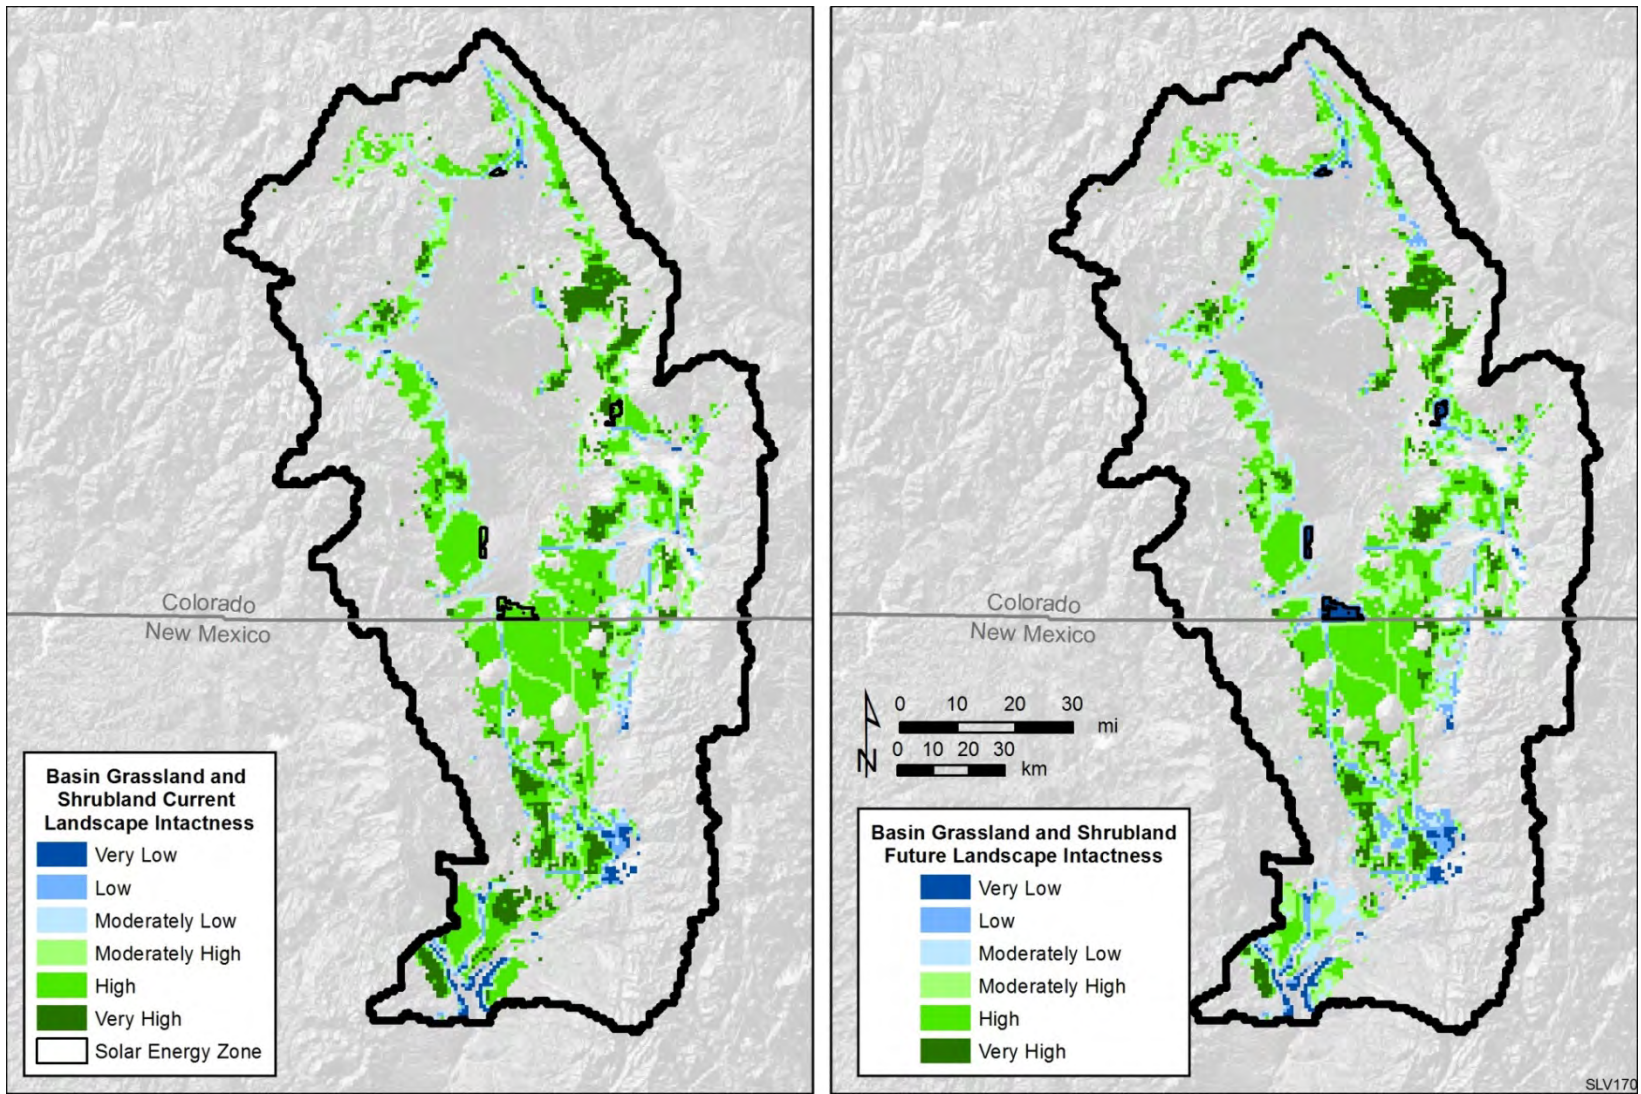 Colorado
New Mexico
Basin Grassland and
Shrubland Current
Landscape Intactness
Very Low
Low
Moderately Low
Moderately High
High
Very High
Solar Energy Zone
Colorado
New Mexico
0 10 20 30
mi
0 10 20 30
km
N
Basin Grassland and Shrubland
Future Landscape Intactness
Very Low
Low
Moderately Low
Moderately High
High
Very High
SLV170